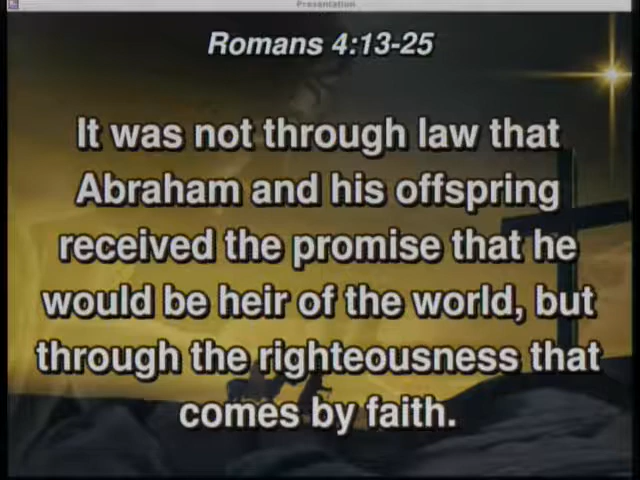 Presentation
Romans 4:13-25
It was not through law that
Abraham and his offspring
received the promise that he
would be heir of the world, but
through the righteousness that
comes by faith.